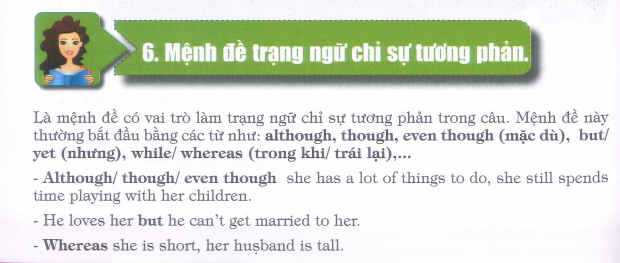 6. Mệnh đề trạng ngữ chỉ sự tương phản.
Là mệnh đề có vai trò làm trạng ngữ chỉ sự tương phản trong câu. Mệnh đề này
thường bắt đầu bằng các từ như: although, though, even though (mặc dù), but/
yet (nhưng), while/ whereas (trong khi/ trái lại),...
- Although/ though/ even though she has a lot of things to do, she still spends
time playing with her children.
- He loves her but he can't get married to her.
- Whereas she is short, her husband is tall.